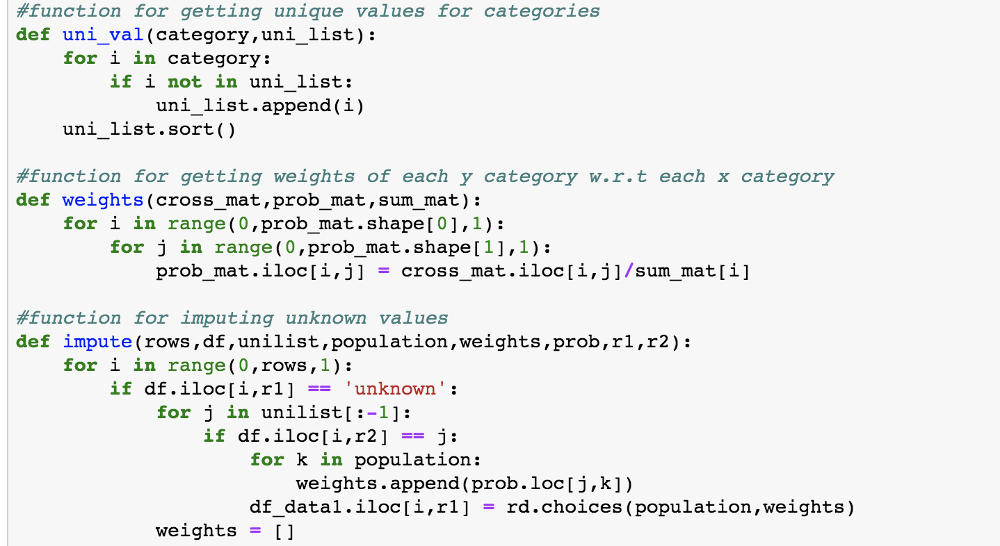 #function for getting unique values for categories
def uni_val(category,uni_list):
    for i in category:
        if i not in uni_list:
            uni_list.append(i)
    uni_list.sort()

#function for getting weights of each y category w.r.t each x category
def weights(cross_mat,prob_mat,sum_mat):
    for i in range(0,prob_mat.shape[0],1):
        for j in range(0,prob_mat.shape[1],1):
            prob_mat.iloc[i,j] = cross_mat.iloc[i,j]/sum_mat[i]

#function for imputing unknown values
def impute(rows,df,unilist,population,weights,prob,r1,r2):
    for i in range(0,rows,1):
        if df.iloc[i,r1] == 'unknown':
            for j in unilist[:-1]:
                if df.iloc[i,r2] == j:
                    for k in population:
                        weights.append(prob.loc[j,k])
                    df_data1.iloc[i,r1] = rd.choices(population,weights)
            weights = []